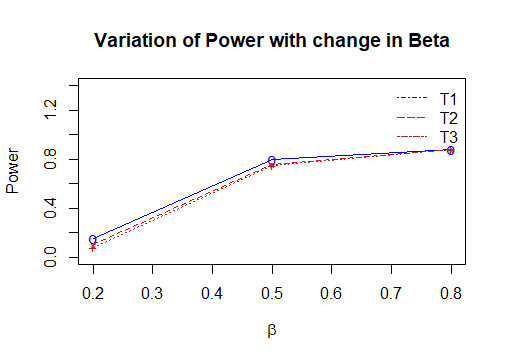 Variation of Power with change in Beta
Power
0.0 0.4 0.8 1.2
T1
T2
T3
0.2 0.3 0.4 0.5 0.6 0.7 0.8
β